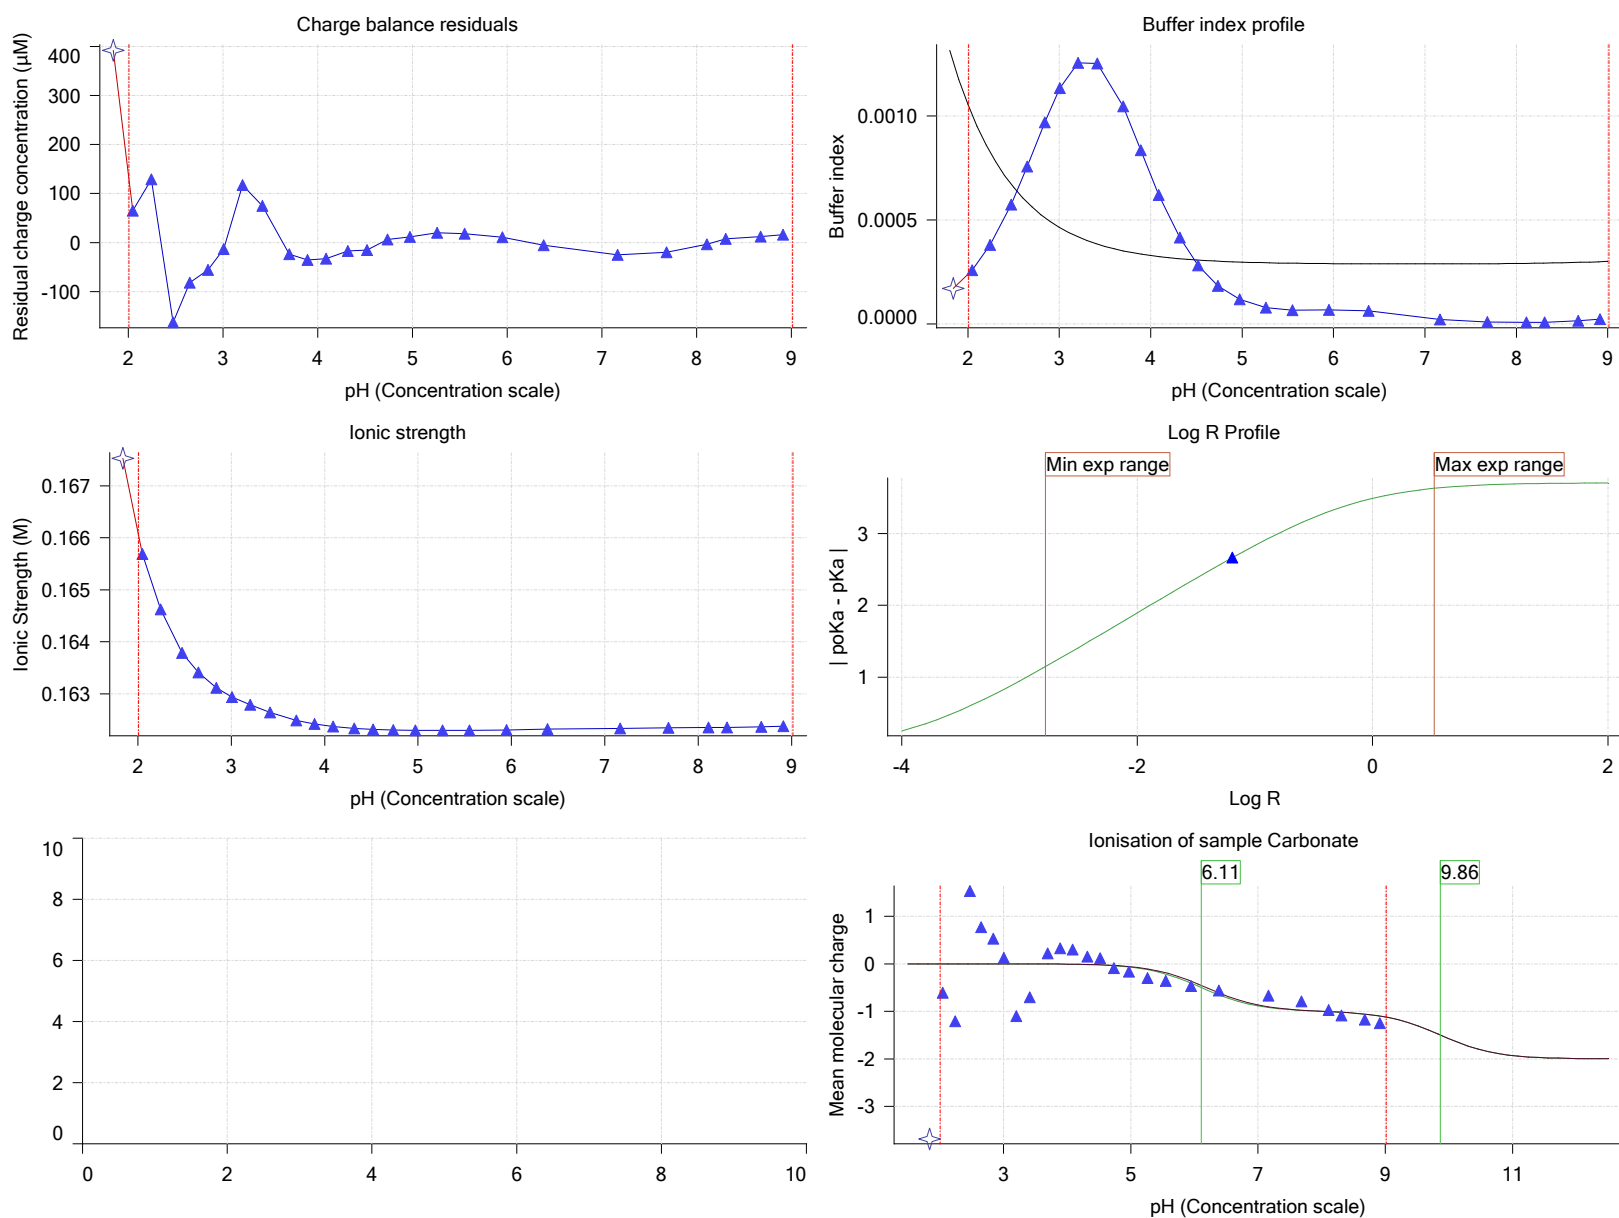 Charge balance residuals
Residual charge concentration (µM)
400
300
200
100
0
-100
2 3 4 5 6 7 8 9
pH (Concentration scale)
Buffer index profile
Buffer index
0.0010
0.0005
0.0000
2 3 4 5 6 7 8 9
pH (Concentration scale)
Ionic strength
Ionic Strength (M)
0.167
0.166
0.165
0.164
0.163
2 3 4 5 6 7 8 9
pH (Concentration scale)
Log R Profile
Min exp range Max exp range
| poKa - pKa |
3
2
1
-4 -2 0 2
Log R
10
8
6
4
2
0
0 2 4 6 8 10
Ionisation of sample Carbonate
6.11 9.86
Mean molecular charge
1
0
-1
-2
-3
3 5 7 9 11
pH (Concentration scale)